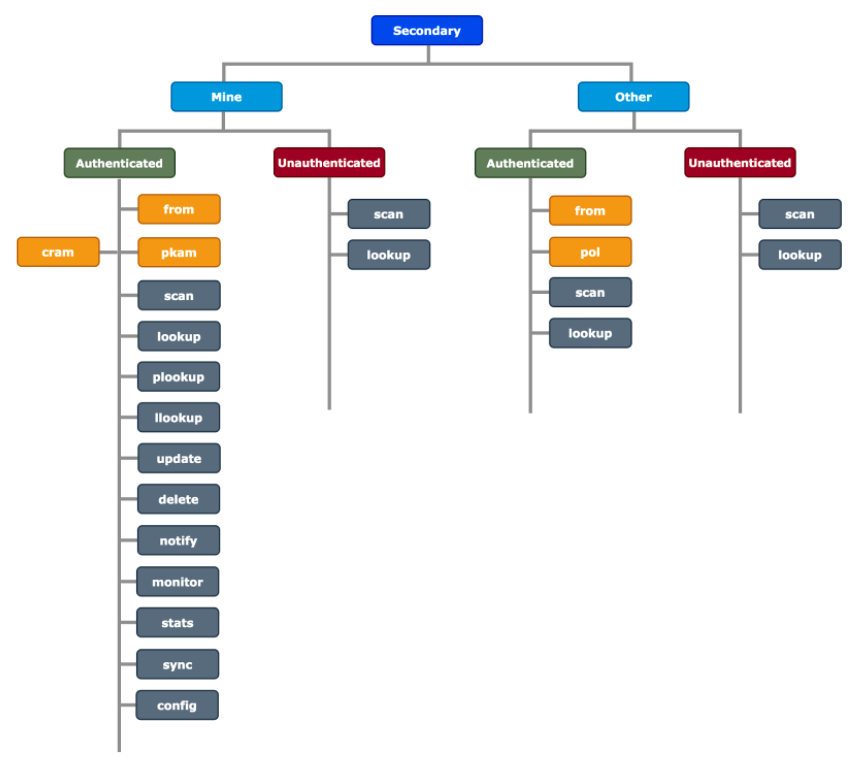 Secondary
Mine
Other
Authenticated
Unauthenticated
Authenticated
Unauthenticated
from
cram
pkam
scan
lookup
plookup
llookup
update
delete
notify
monitor
stats
sync
config
scan
lookup
from
pol
scan
lookup
scan
lookup